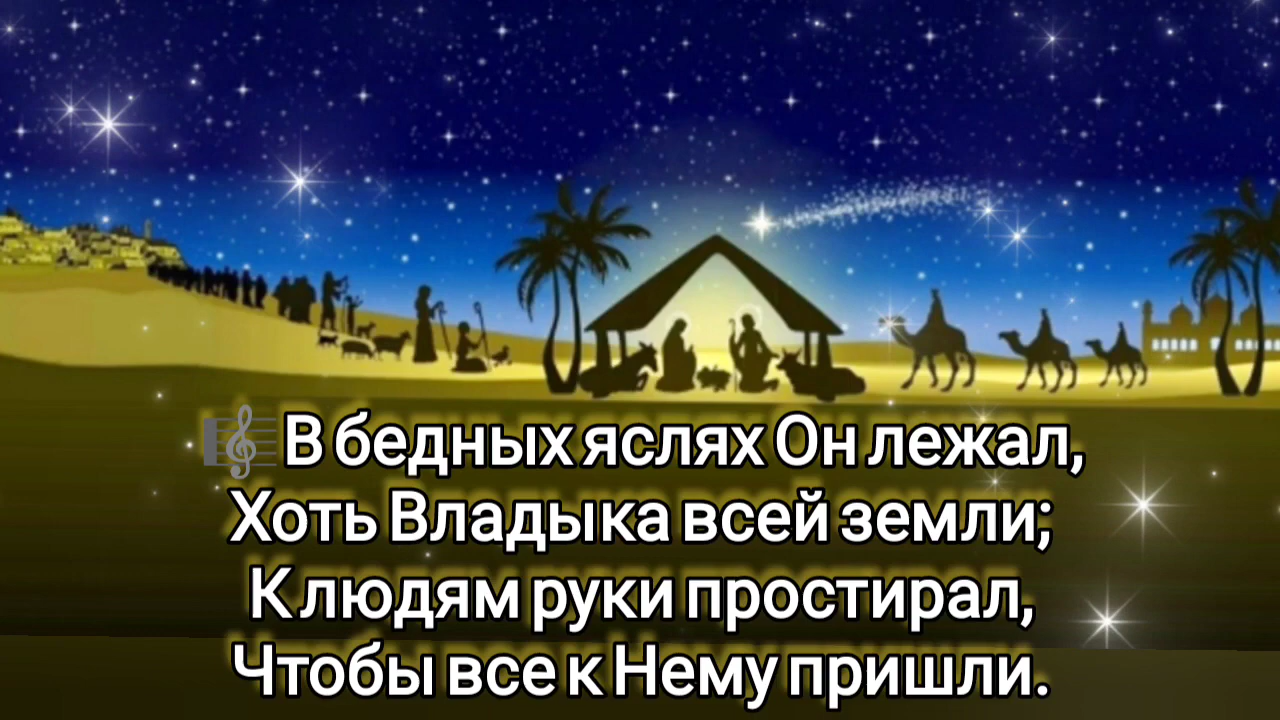 🎼 В бедных яслях Он лежал,
Хоть Владыка всей земли;
К людям руки простирал,
Чтобы все к Нему пришли.